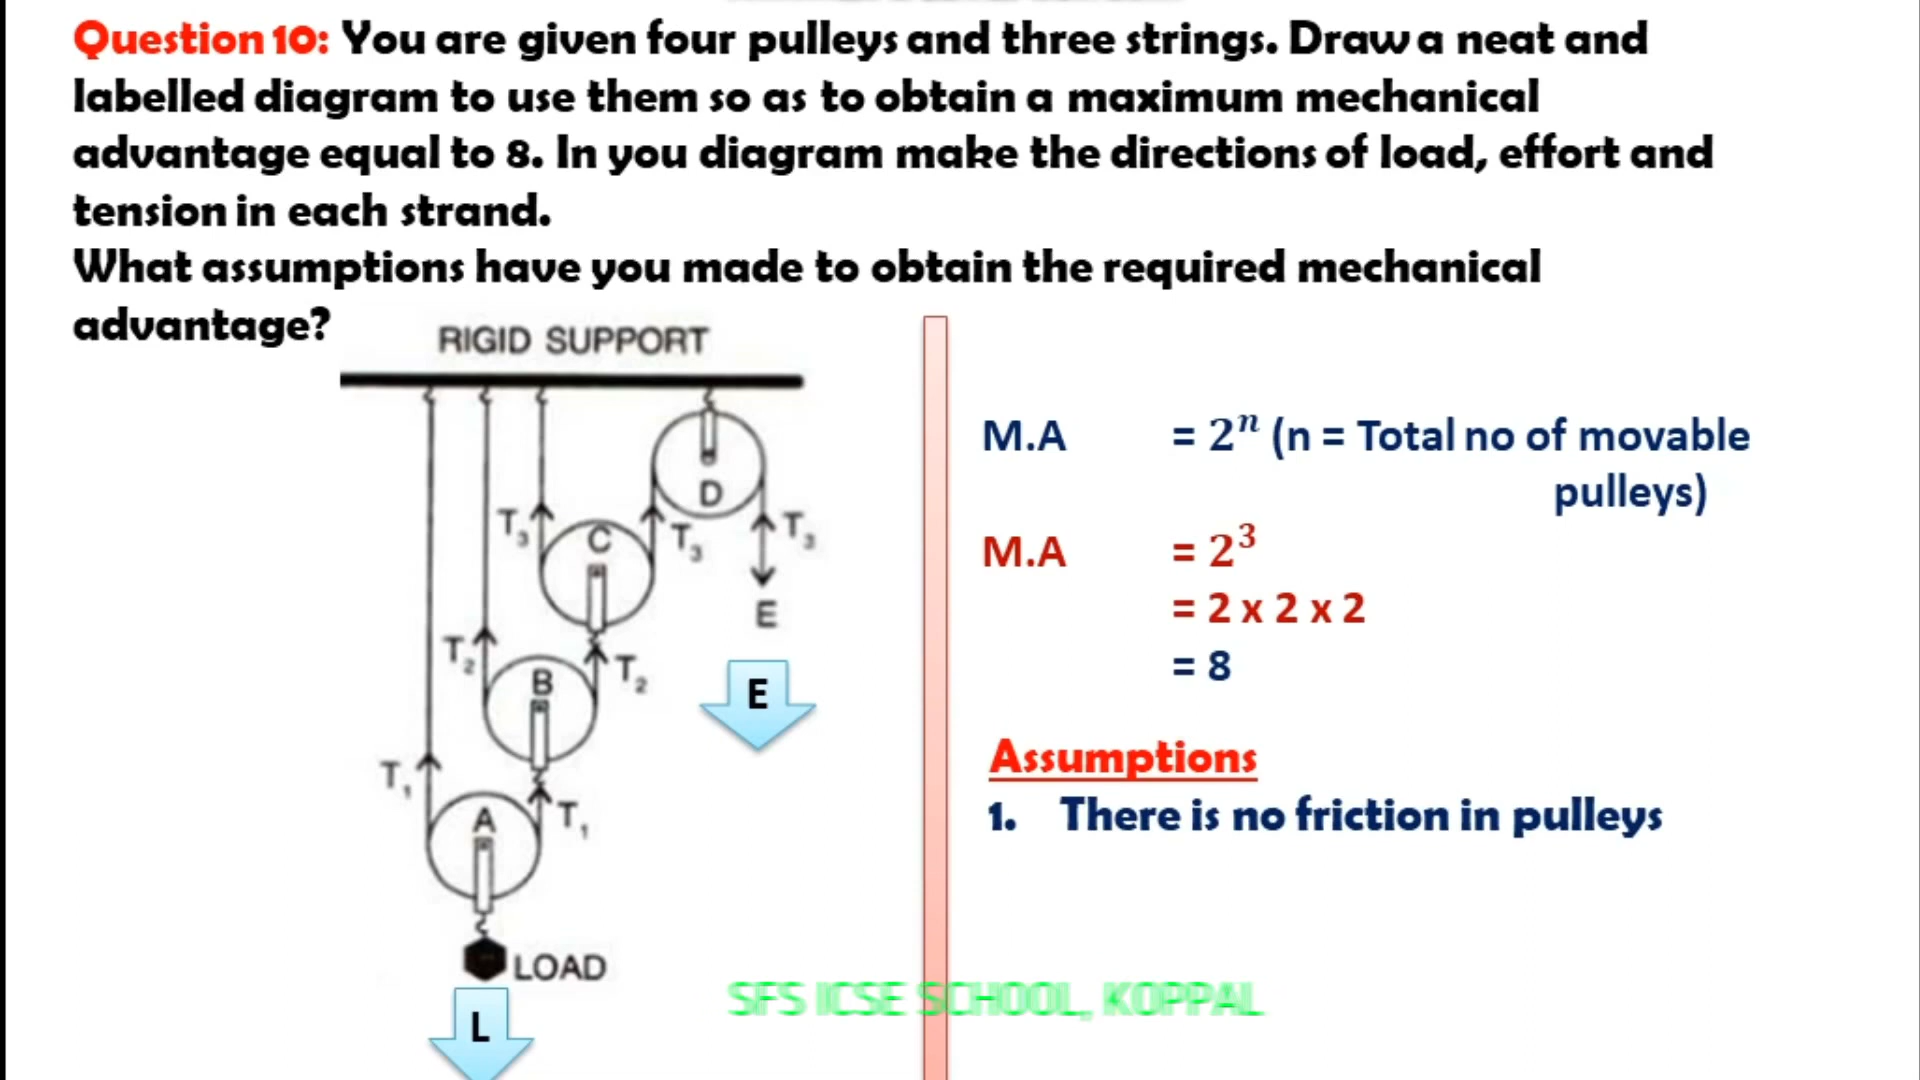 Question 10: You are given four pulleys and three strings. Draw a neat and
labelled diagram to use them so as to obtain a maximum mechanical
advantage equal to 8. In you diagram make the directions of load, effort and
tension in each strand.
What assumptions have you made to obtain the required mechanical
advantage?
RIGID SUPPORT
D
T₃
C
T₃
T₃
E
T₂
B
T₂
E
T₁
A
T₁
LOAD
L
M.A = 2ⁿ (n = Total no of movable
pulleys)
M.A = 2³
= 2 x 2 x 2
= 8
Assumptions
1. There is no friction in pulleys
SFS ICSE SCHOOL, KOPPAL